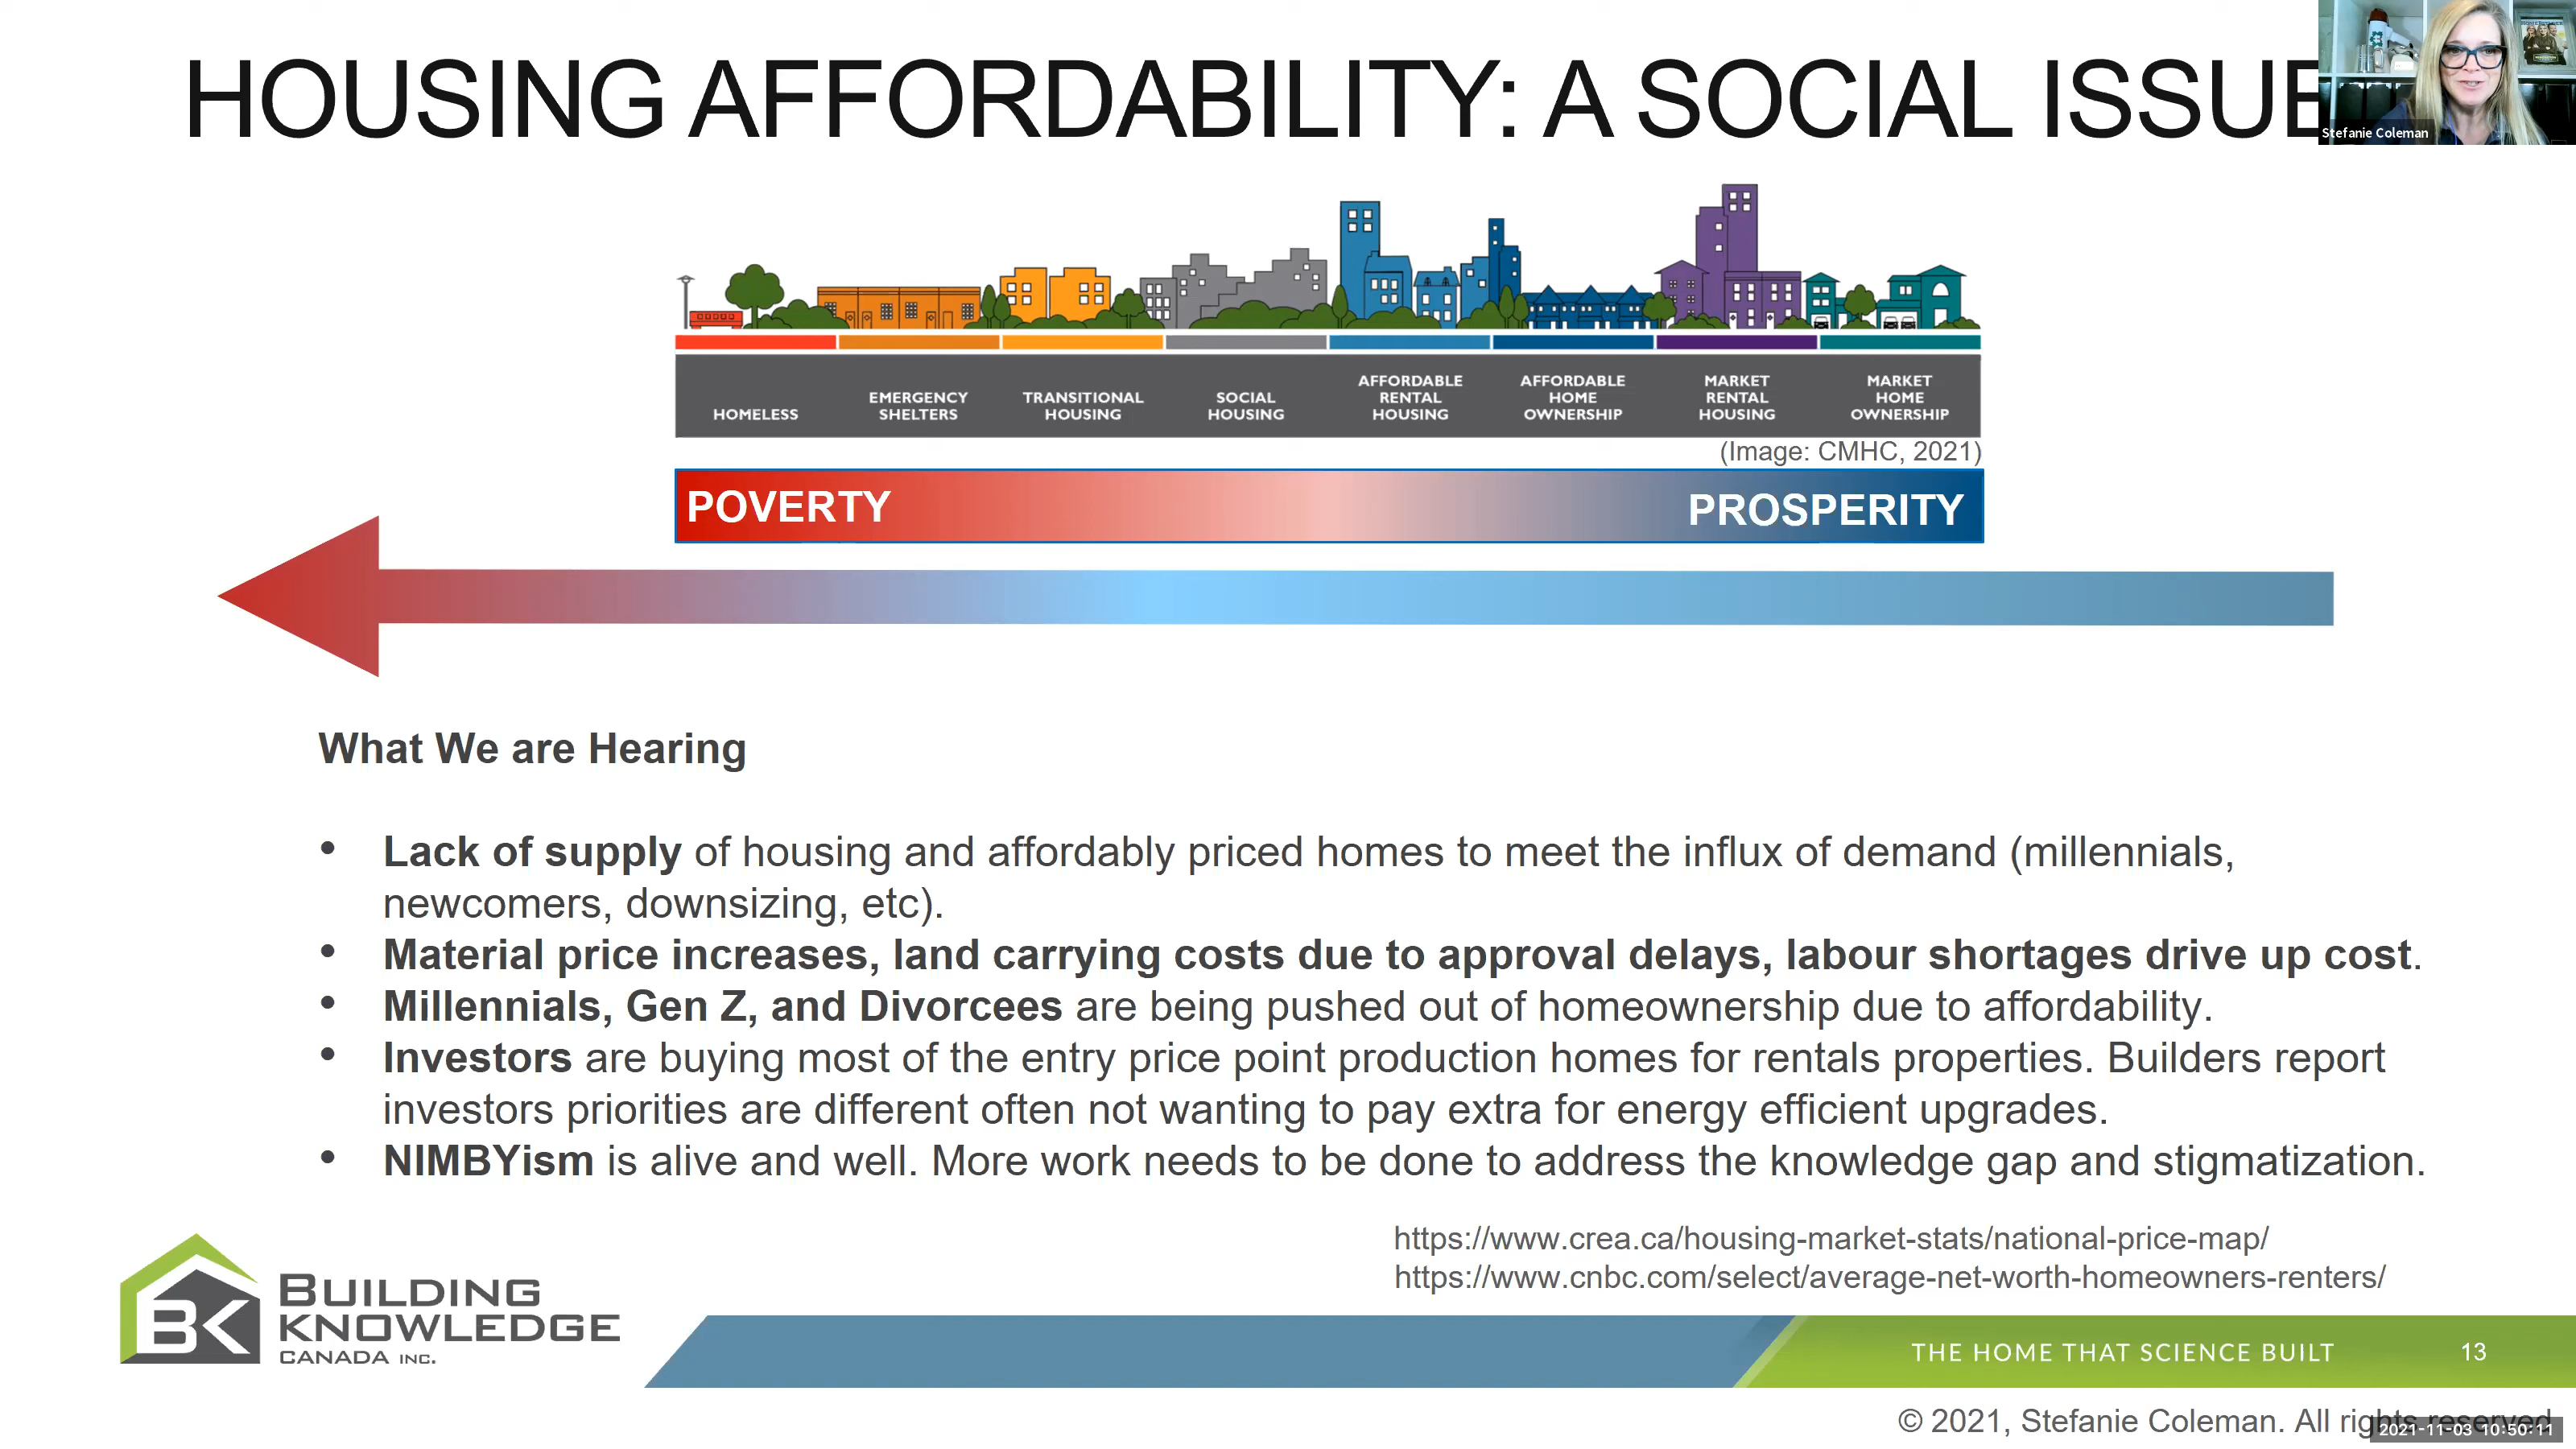 HOUSING AFFORDABILITY: A SOCIAL ISSUE
Stefanie Coleman
HOMELESS
EMERGENCY
SHELTERS
TRANSITIONAL
HOUSING
SOCIAL
HOUSING
AFFORDABLE
RENTAL
HOUSING
AFFORDABLE
HOME
OWNERSHIP
MARKET
RENTAL
HOUSING
MARKET
HOME
OWNERSHIP
(Image: CMHC, 2021)
POVERTY
PROSPERITY
What We are Hearing
• Lack of supply of housing and affordably priced homes to meet the influx of demand (millennials,
newcomers, downsizing, etc).
• Material price increases, land carrying costs due to approval delays, labour shortages drive up cost.
• Millennials, Gen Z, and Divorcees are being pushed out of homeownership due to affordability.
• Investors are buying most of the entry price point production homes for rentals properties. Builders report
investors priorities are different often not wanting to pay extra for energy efficient upgrades.
• NIMBYism is alive and well. More work needs to be done to address the knowledge gap and stigmatization.
https://www.crea.ca/housing-market-stats/national-price-map/
https://www.cnbc.com/select/average-net-worth-homeowners-renters/
BK
BUILDING
KNOWLEDGE
CANADA INC.
THE HOME THAT SCIENCE BUILT
13
© 2021, Stefanie Coleman. All rights reserved
2021-11-03 10:50:11